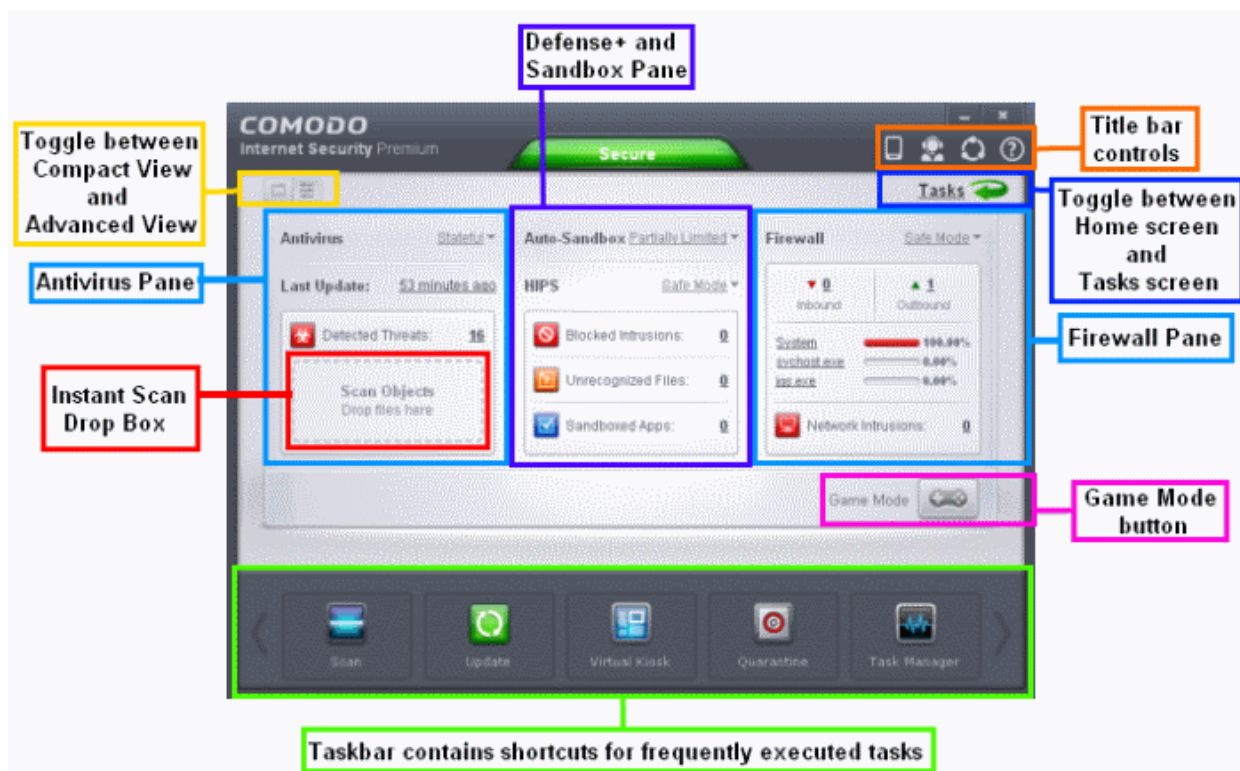 Defense+ and
Sandbox Pane
COMODO
Internet Security Premium
Secure
Title bar
controls
Toggle between
Compact View
and
Advanced View
Tasks
Toggle between
Home screen
and
Tasks screen
Antivirus Stateful
Auto-Sandbox Partially Limited
Firewall Safe Mode
Antivirus Pane
Last Update: 53 minutes ago
HIPS Safe Mode
0 Inbound
1 Outbound
Detected Threats: 16
Blocked Intrusions: 0
System 100.00%
svchost.exe 0.00%
0.00%
Firewall Pane
Instant Scan
Drop Box
Scan Objects
Drop files here
Unrecognized Files: 0
Sandboxed Apps: 0
Network Intrusions: 0
Game Mode
Game Mode
button
Scan
Update
Virtual Kiosk
Quarantine
Task Manager
Taskbar contains shortcuts for frequently executed tasks